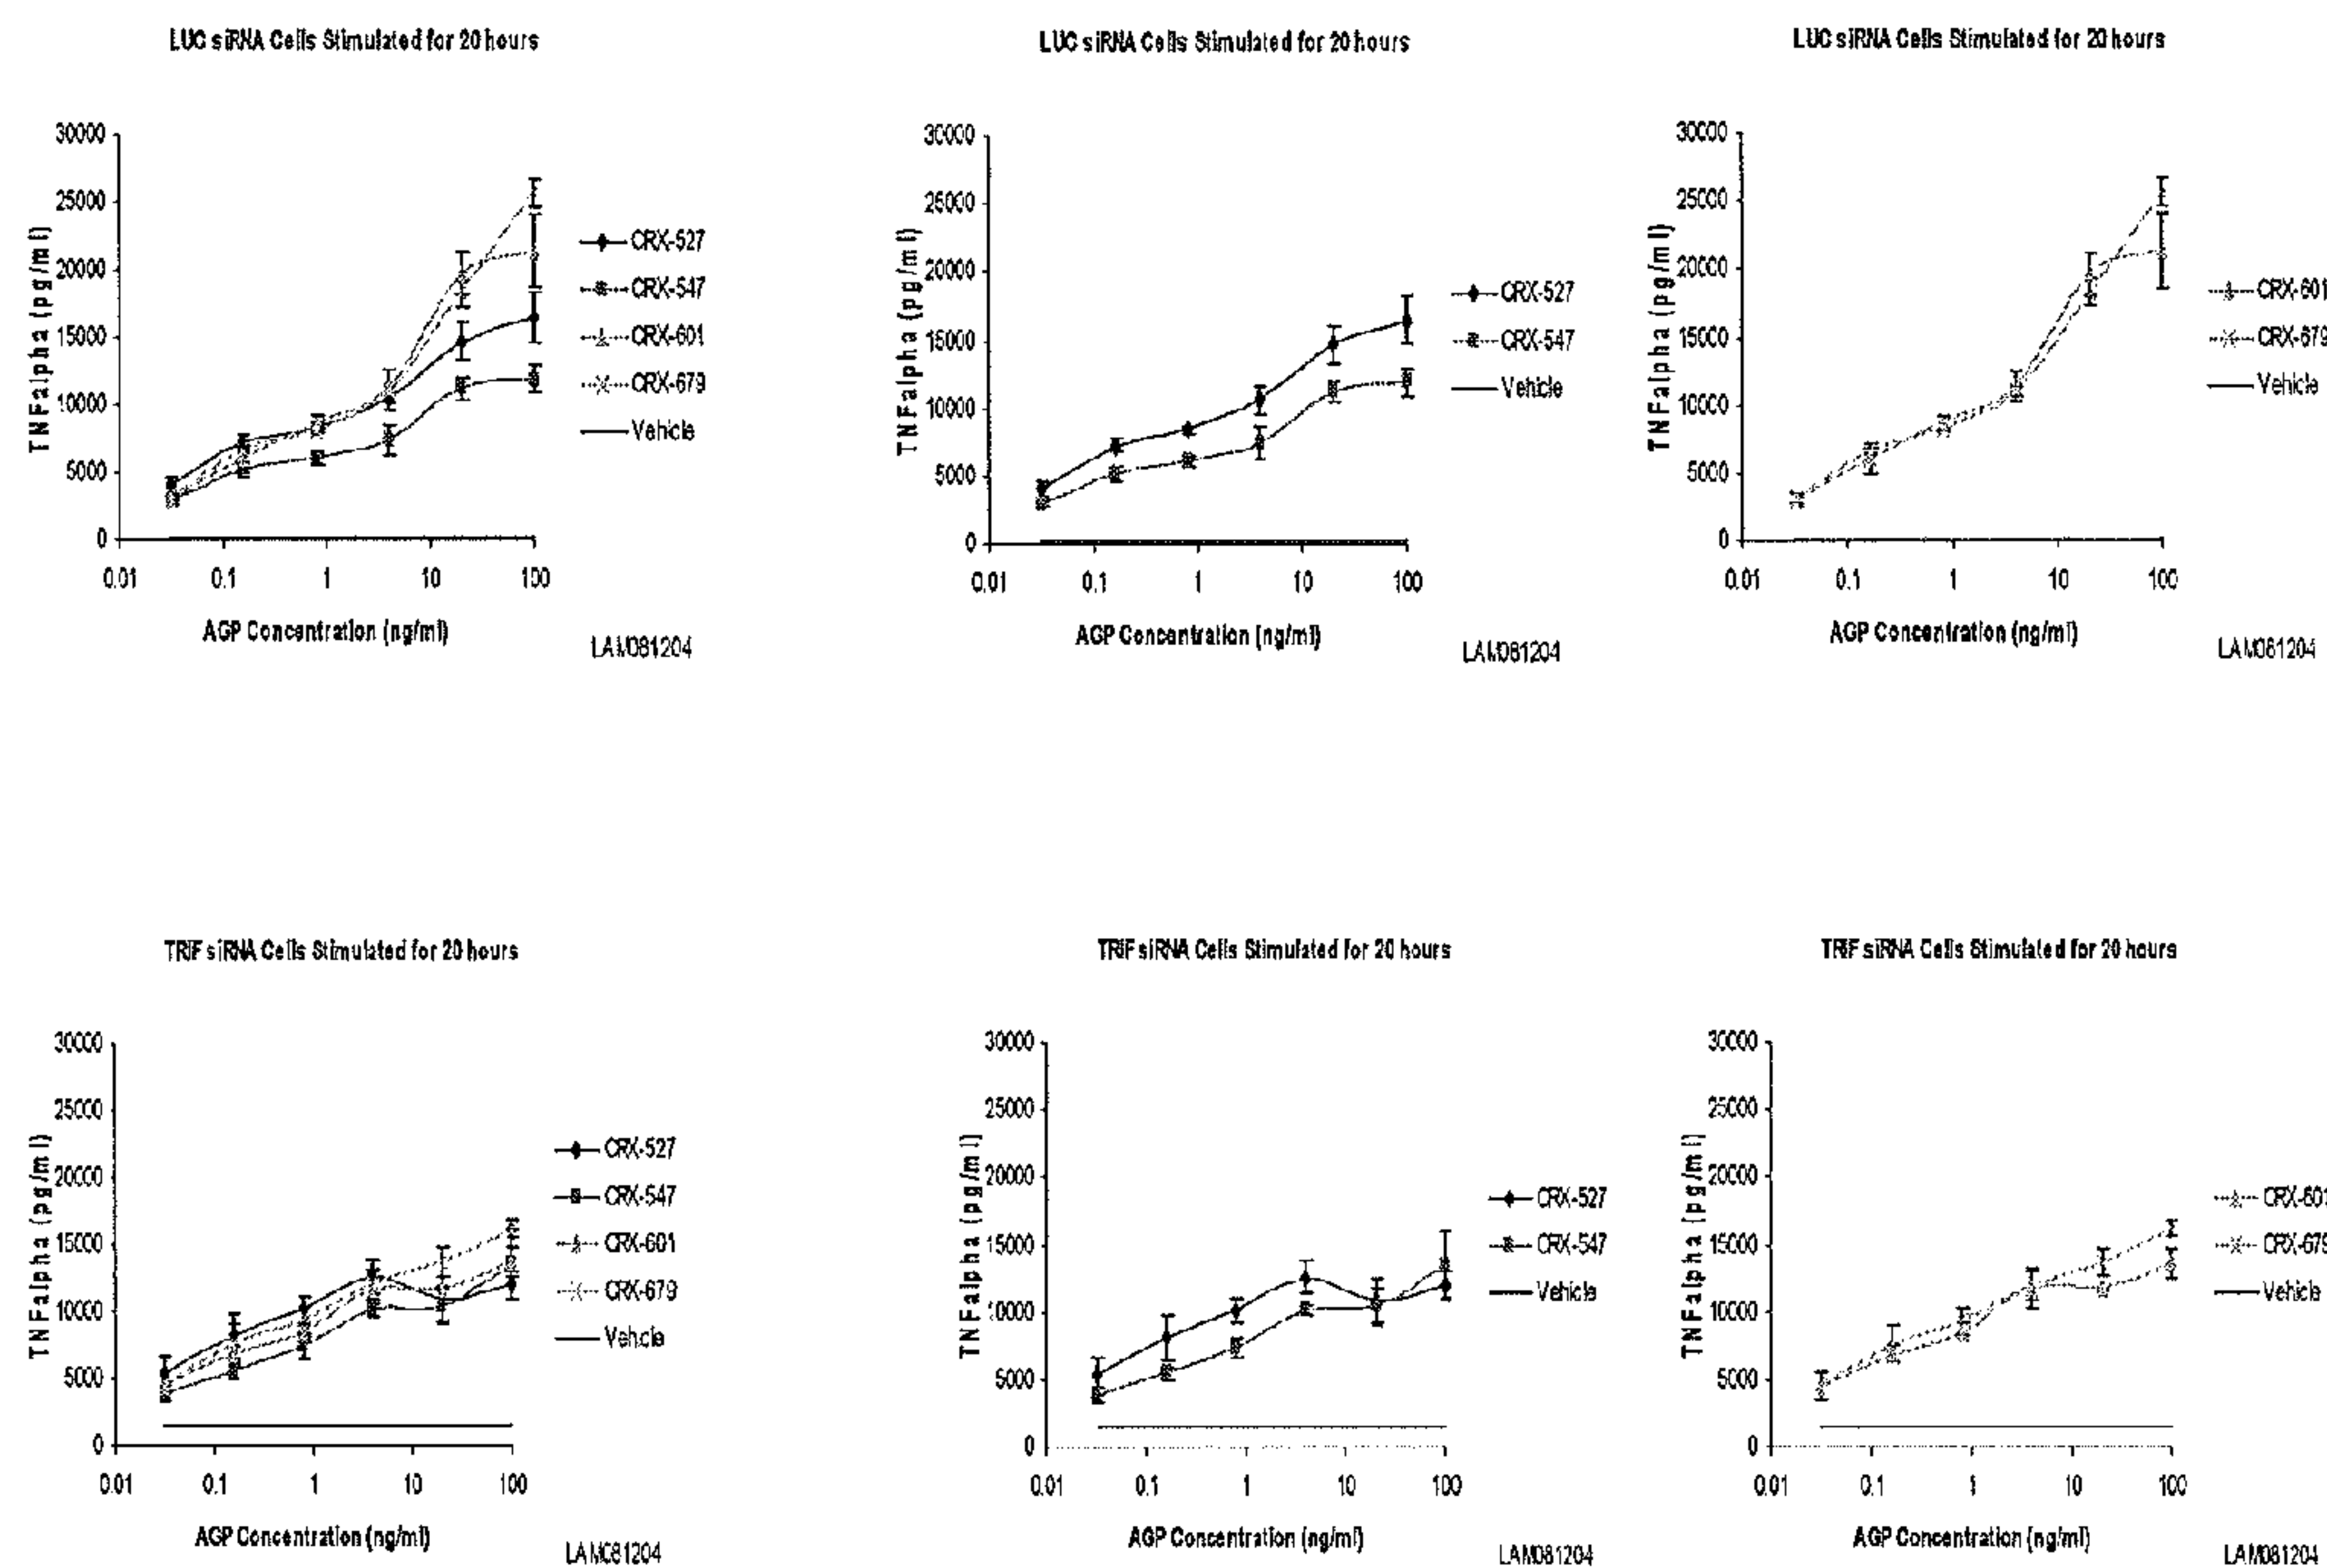 LUC siRNA Cells Stimulated for 20 hours
30000
25000
20000
15000
10000
5000
0
TNFalpha (pg/ml)
0.01 0.1 1 10 100
AGP Concentration (ng/ml)
CRX-527
CRX-547
CRX-601
CRX-679
Vehicle
LAM081204
LUC siRNA Cells Stimulated for 20 hours
30000
25000
20000
15000
10000
5000
0
TNFalpha (pg/ml)
0.01 0.1 1 10 100
AGP Concentration (ng/ml)
CRX-527
CRX-547
Vehicle
LAM081204
LUC siRNA Cells Stimulated for 20 hours
30000
25000
20000
15000
10000
5000
0
TNFalpha (pg/ml)
0.01 0.1 1 10 100
AGP Concentration (ng/ml)
CRX-601
CRX-679
Vehicle
LAM081204
TRIF siRNA Cells Stimulated for 20 hours
30000
25000
20000
15000
10000
5000
0
TNFalpha (pg/ml)
0.01 0.1 1 10 100
AGP Concentration (ng/ml)
CRX-527
CRX-547
CRX-601
CRX-679
Vehicle
LAM081204
TRIF siRNA Cells Stimulated for 20 hours
30000
25000
20000
15000
10000
5000
0
TNFalpha (pg/ml)
0.01 0.1 1 10 100
AGP Concentration (ng/ml)
CRX-527
CRX-547
Vehicle
LAM081204
TRIF siRNA Cells Stimulated for 20 hours
30000
25000
20000
15000
10000
5000
0
TNFalpha (pg/ml)
0.01 0.1 1 10 100
AGP Concentration (ng/ml)
CRX-601
CRX-679
Vehicle
LAM081204